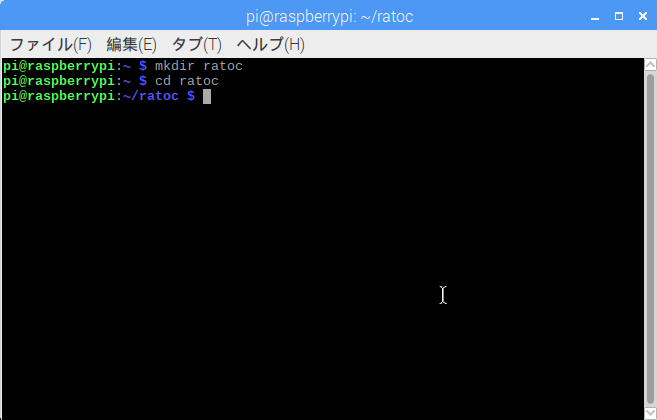 pi@raspberrypi: ~/ratoc
ファイル(F) 編集(E) タブ(T) ヘルプ(H)
pi@raspberrypi:~ $ mkdir ratoc
pi@raspberrypi:~ $ cd ratoc
pi@raspberrypi:~/ratoc $